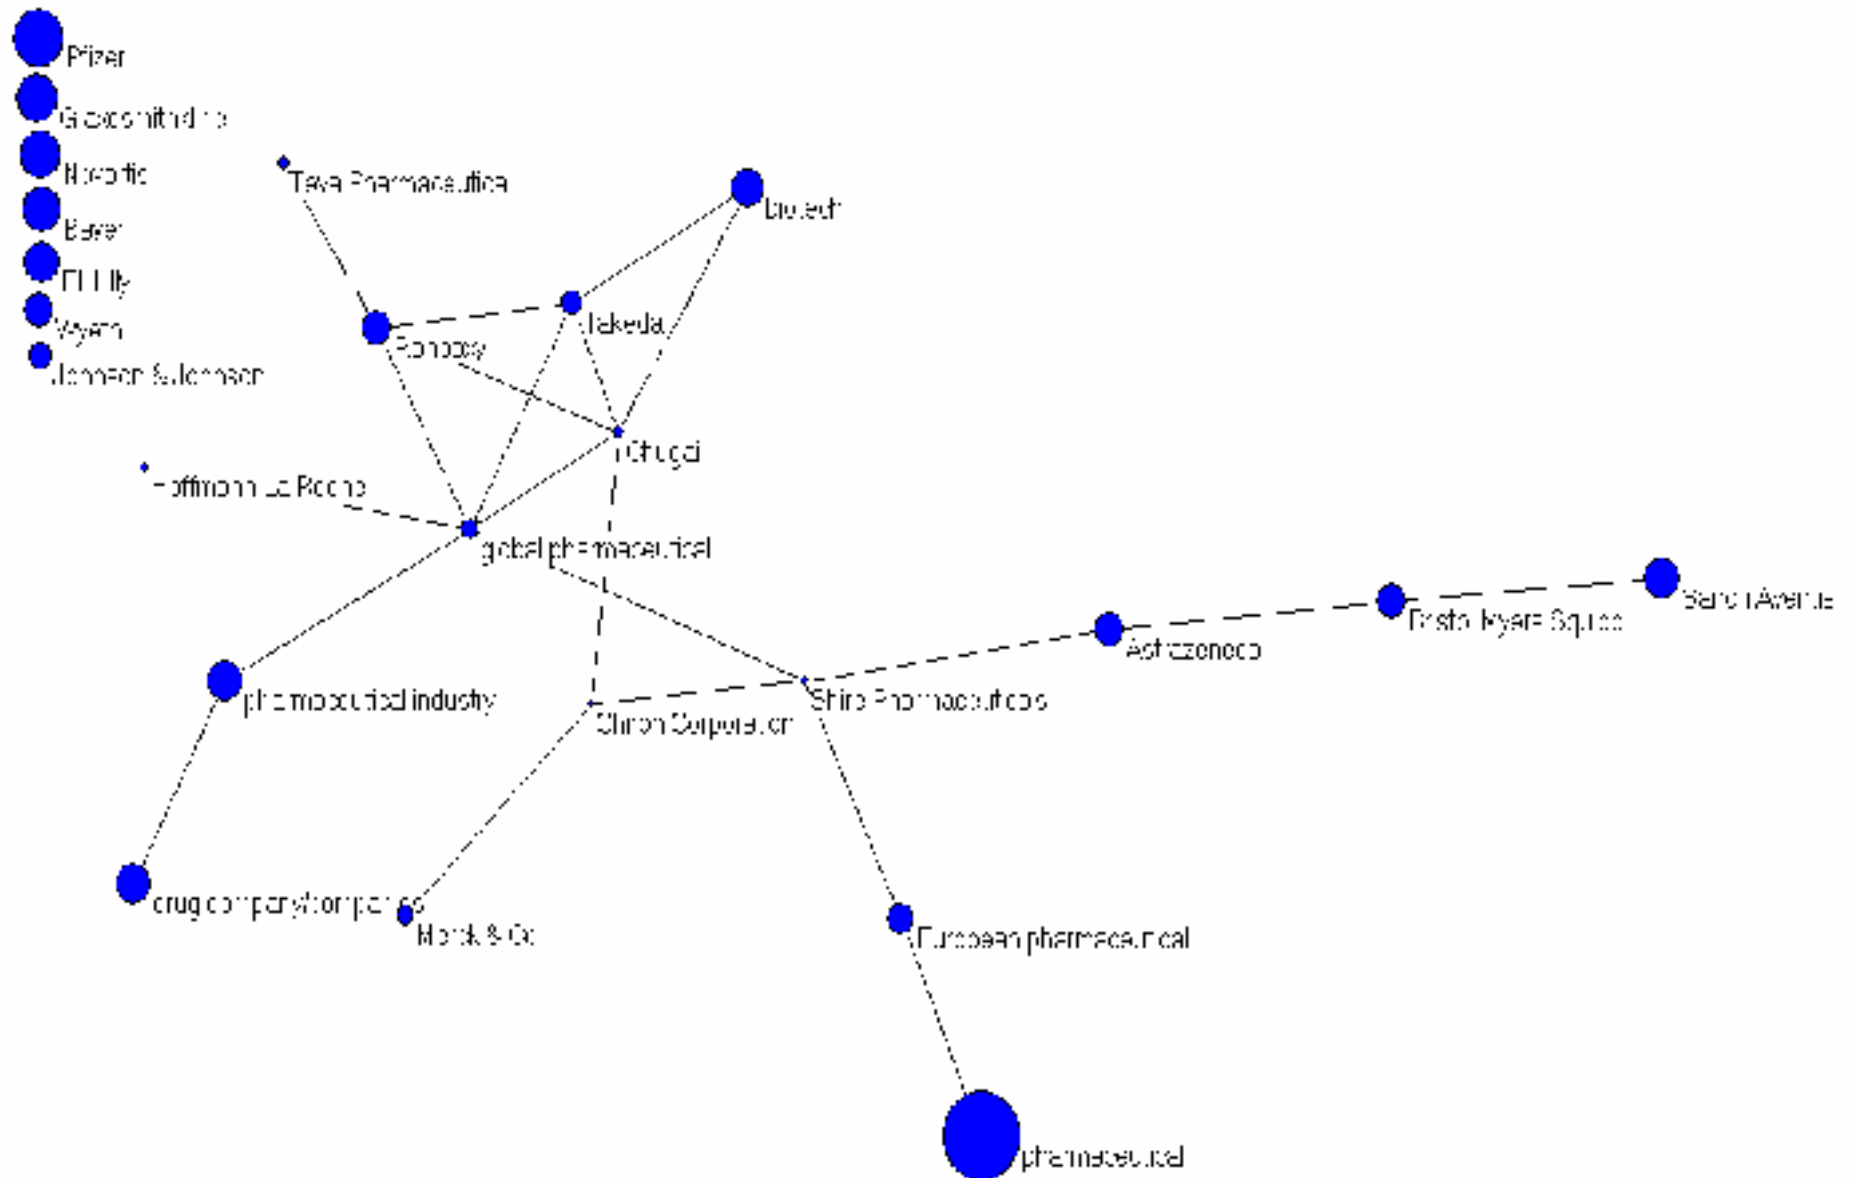 Pfizer
Glaxosmithkline
Novartis
Bayer
Eli Lilly
Wyeth
Johnson & Johnson
Teva Pharmaceutical
biotech
Takeda
Ranbaxy
Chugai
Hoffmann La Roche
global pharmaceutical
Sanofi Aventis
Bristol Myers Squibb
Astrazeneca
pharmaceutical industry
Shire Pharmaceuticals
Chiron Corporation
drug company/companies
Merck & Co
European pharmaceutical
pharmaceutical